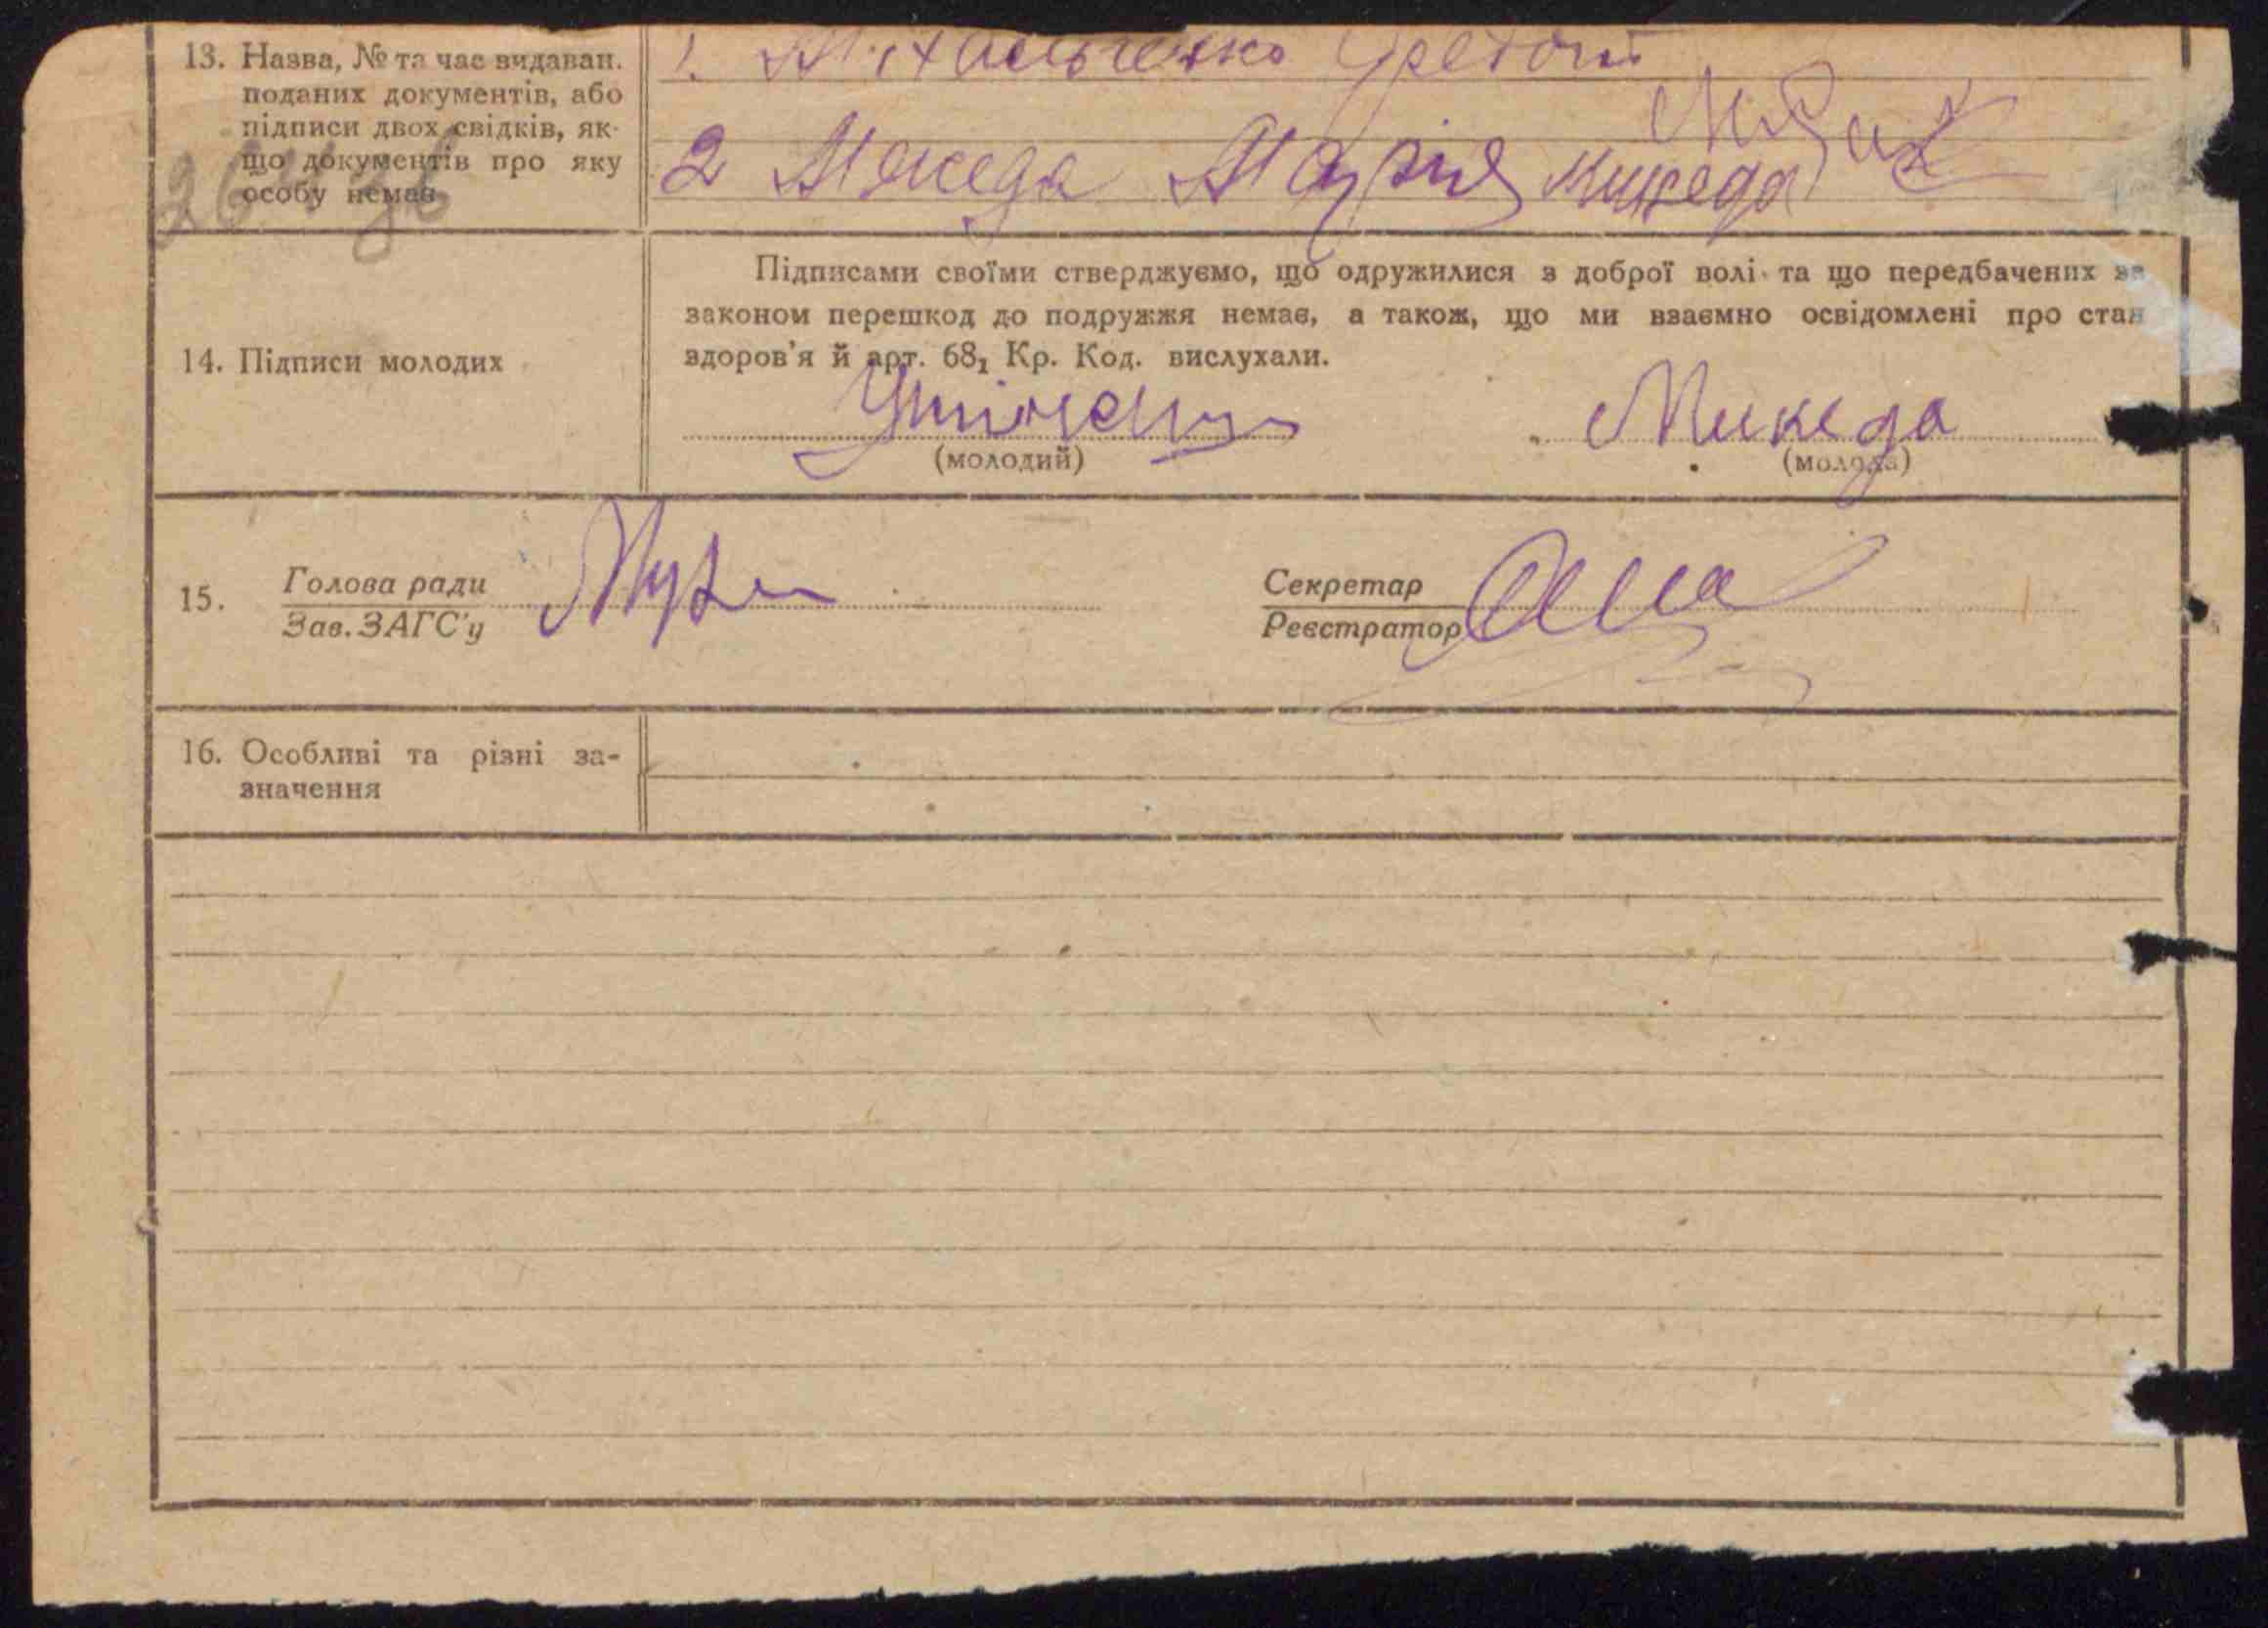 13. Назва, № та час видаван.
поданих документів, або
підписи двох свідків, як-
що документів про яку
особу немає
1. Міхальченко
2 Микеда Марія Микеда
14. Підписи молодих
Підписами своїми стверджуємо, що одружилися з доброї волі та що передбачених за
законом перешкод до подружжя немає, а також, що ми взаємно освідомлені про стан
здоров'я й арт. 68₁ Кр. Код. вислухали.
Микеда
(молодий) (молода)
15. Голова ради
Зав. ЗАГС'у
Секретар
Реєстратор
16. Особливі та різні за-
значення